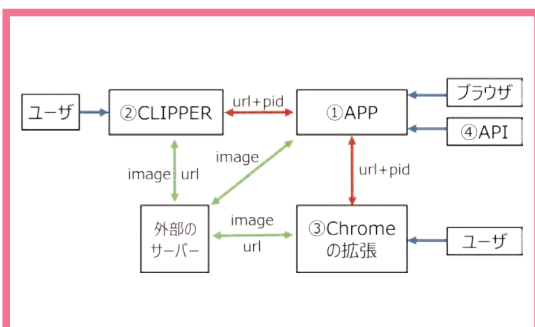 ユーザ
②CLIPPER
url+pid
①APP
ブラウザ
④API
image
url
image
url+pid
外部の
サーバー
image
url
③Chrome
の拡張
ユーザ